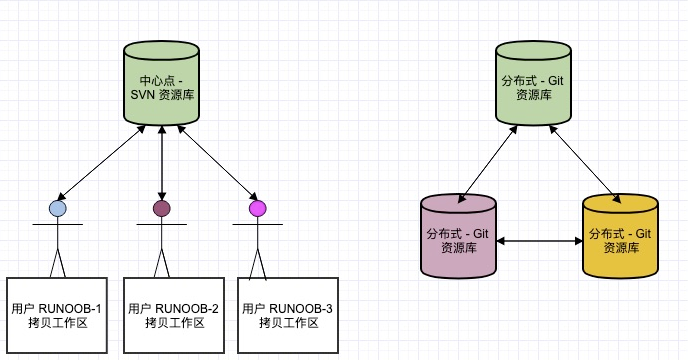 中心点 -
SVN 资源库
分布式 - Git
资源库
分布式 - Git
资源库
分布式 - Git
资源库
用户 RUNOOB-1
拷贝工作区
用户 RUNOOB-2
拷贝工作区
用户 RUNOOB-3
拷贝工作区